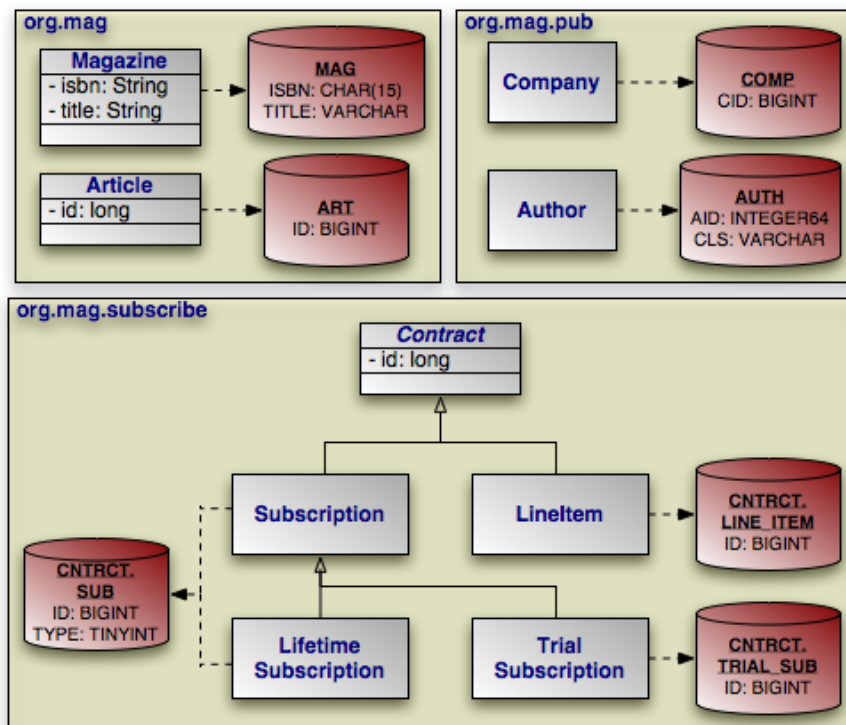 org.mag
Magazine
- isbn: String
- title: String
MAG
ISBN: CHAR(15)
TITLE: VARCHAR
Article
- id: long
ART
ID: BIGINT
org.mag.pub
Company
COMP
CID: BIGINT
Author
AUTH
AID: INTEGER64
CLS: VARCHAR
org.mag.subscribe
Contract
- id: long
Subscription
LineItem
CNTRCT.
LINE_ITEM
ID: BIGINT
CNTRCT.
SUB
ID: BIGINT
TYPE: TINYINT
Lifetime
Subscription
Trial
Subscription
CNTRCT.
TRIAL_SUB
ID: BIGINT